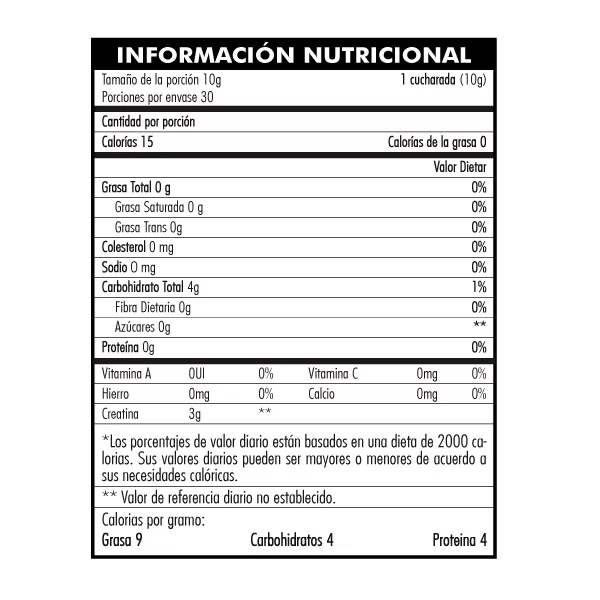 INFORMACIÓN NUTRICIONAL
Tamaño de la porción 10g 1 cucharada (10g)
Porciones por envase 30
Cantidad por porción
Calorías 15 Calorías de la grasa 0
Valor Dietar
Grasa Total 0 g 0%
Grasa Saturada 0 g 0%
Grasa Trans 0g 0%
Colesterol 0 mg 0%
Sodio 0 mg 0%
Carbohidrato Total 4g 1%
Fibra Dietaria 0g 0%
Azúcares 0g **
Proteína 0g 0%
Vitamina A 0UI 0% Vitamina C 0mg 0%
Hierro 0mg 0% Calcio 0mg 0%
Creatina 3g **
*Los porcentajes de valor diario están basados en una dieta de 2000 ca-
lorias. Sus valores diarios pueden ser mayores o menores de acuerdo a
sus necesidades calóricas.
** Valor de referencia diario no establecido.
Calorias por gramo:
Grasa 9 Carbohidratos 4 Proteína 4